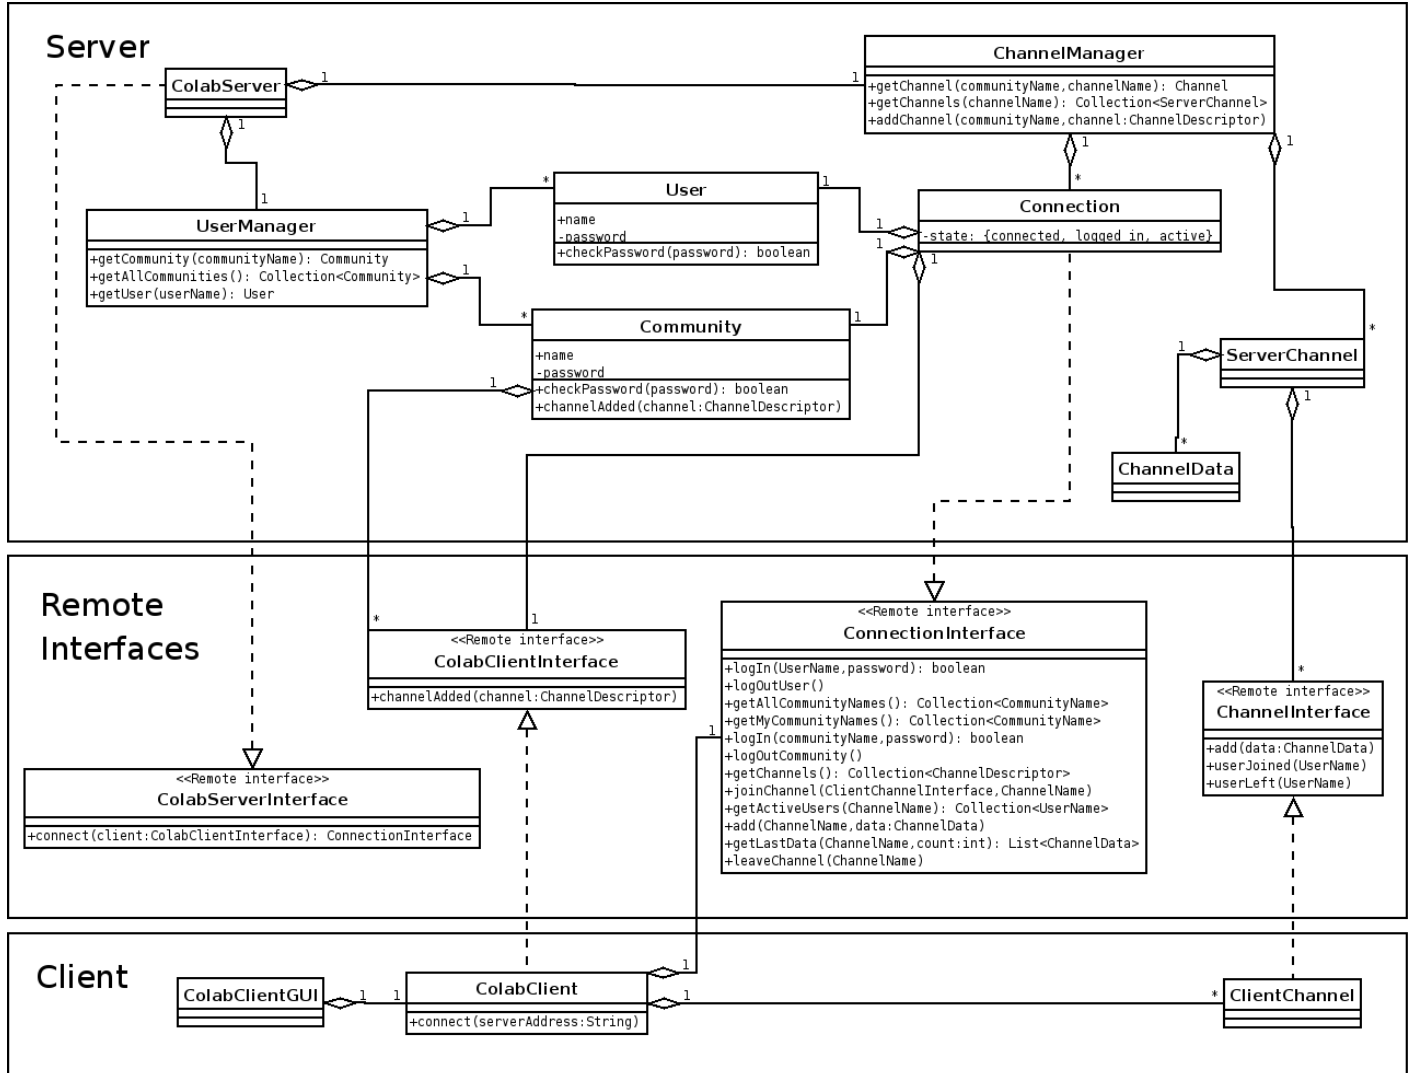 Server
ColabServer
1
1
1
ChannelManager
+getChannel(communityName,channelName): Channel
+getChannels(channelName): Collection<ServerChannel>
+addChannel(communityName,channel:ChannelDescriptor)
1
1
1
UserManager
+getCommunity(communityName): Community
+getAllCommunities(): Collection<Community>
+getUser(userName): User
1
*
1
*
User
+name
-password
+checkPassword(password): boolean
1
1
*
Connection
-state: {connected, logged in, active}
1
1
Community
+name
-password
+checkPassword(password): boolean
+channelAdded(channel:ChannelDescriptor)
1
1
*
ServerChannel
1
1
*
ChannelData
Remote
Interfaces
*
1
<<Remote interface>>
ColabClientInterface
+channelAdded(channel:ChannelDescriptor)
<<Remote interface>>
ConnectionInterface
+logIn(UserName,password): boolean
+logOutUser()
+getAllCommunityNames(): Collection<CommunityName>
+getMyCommunityNames(): Collection<CommunityName>
+logIn(communityName,password): boolean
+logOutCommunity()
+getChannels(): Collection<ChannelDescriptor>
+joinChannel(ClientChannelInterface,ChannelName)
+getActiveUsers(ChannelName): Collection<UserName>
+add(ChannelName,data:ChannelData)
+getLastData(ChannelName,count:int): List<ChannelData>
+leaveChannel(ChannelName)
1
*
<<Remote interface>>
ChannelInterface
+add(data:ChannelData)
+userJoined(UserName)
+userLeft(UserName)
<<Remote interface>>
ColabServerInterface
+connect(client:ColabClientInterface): ConnectionInterface
Client
ColabClientGUI
1
1
ColabClient
+connect(serverAddress:String)
1
1
*
ClientChannel